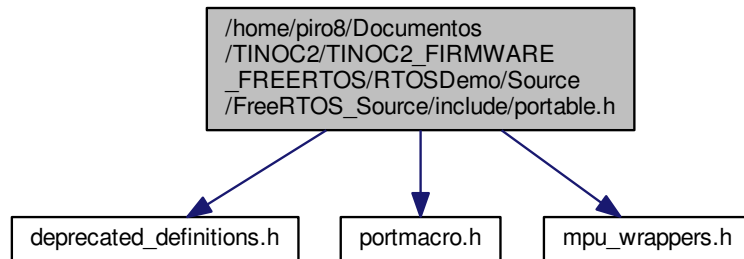 /home/piro8/Documentos
/TINOC2/TINOC2_FIRMWARE
_FREERTOS/RTOSDemo/Source
/FreeRTOS_Source/include/portable.h
deprecated_definitions.h
portmacro.h
mpu_wrappers.h